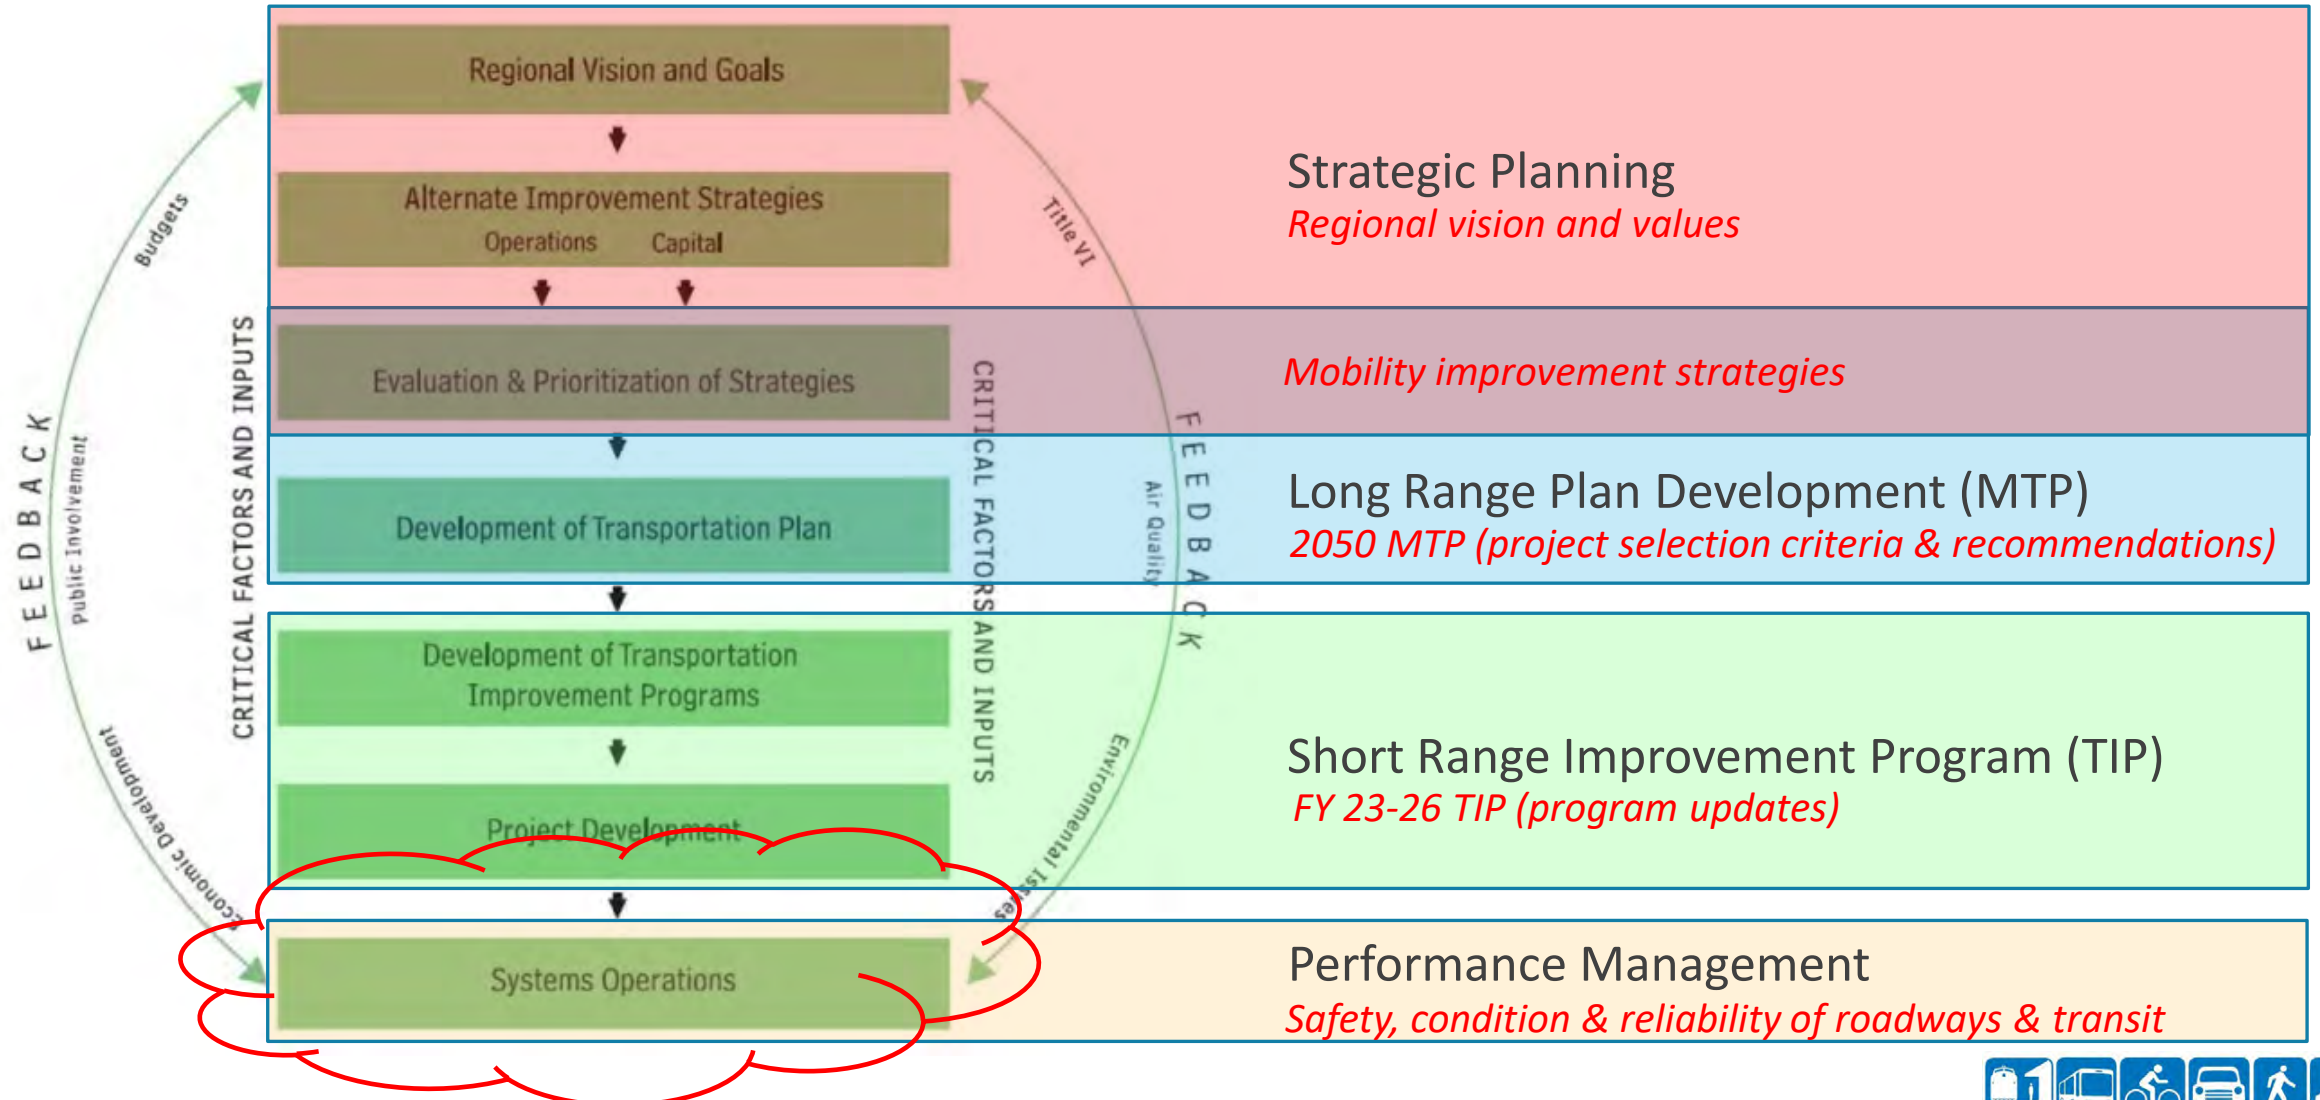 Regional Vision and Goals
Alternate Improvement Strategies
Operations Capital
Evaluation & Prioritization of Strategies
Development of Transportation Plan
Development of Transportation
Improvement Programs
Project Development
Systems Operations
FEEDBACK
Budgets
Public Involvement
Economic Development
CRITICAL FACTORS AND INPUTS
CRITICAL FACTORS AND INPUTS
Title VI
Air Quality
Environmental Issues
FEEDBACK
Strategic Planning
Regional vision and values
Mobility improvement strategies
Long Range Plan Development (MTP)
2050 MTP (project selection criteria & recommendations)
Short Range Improvement Program (TIP)
FY 23-26 TIP (program updates)
Performance Management
Safety, condition & reliability of roadways & transit